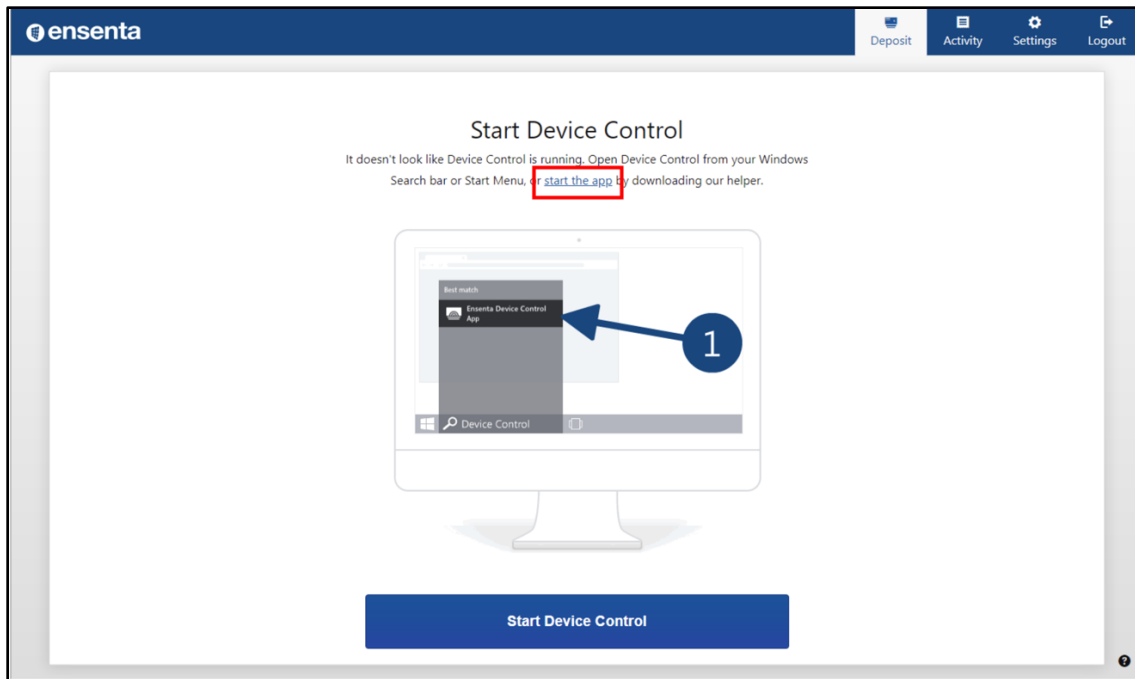 ensenta
Deposit
Activity
Settings
Logout
Start Device Control
It doesn't look like Device Control is running. Open Device Control from your Windows
Search bar or Start Menu, or start the app by downloading our helper.
Best match
Ensenta Device Control
App
1
Device Control
Start Device Control
?